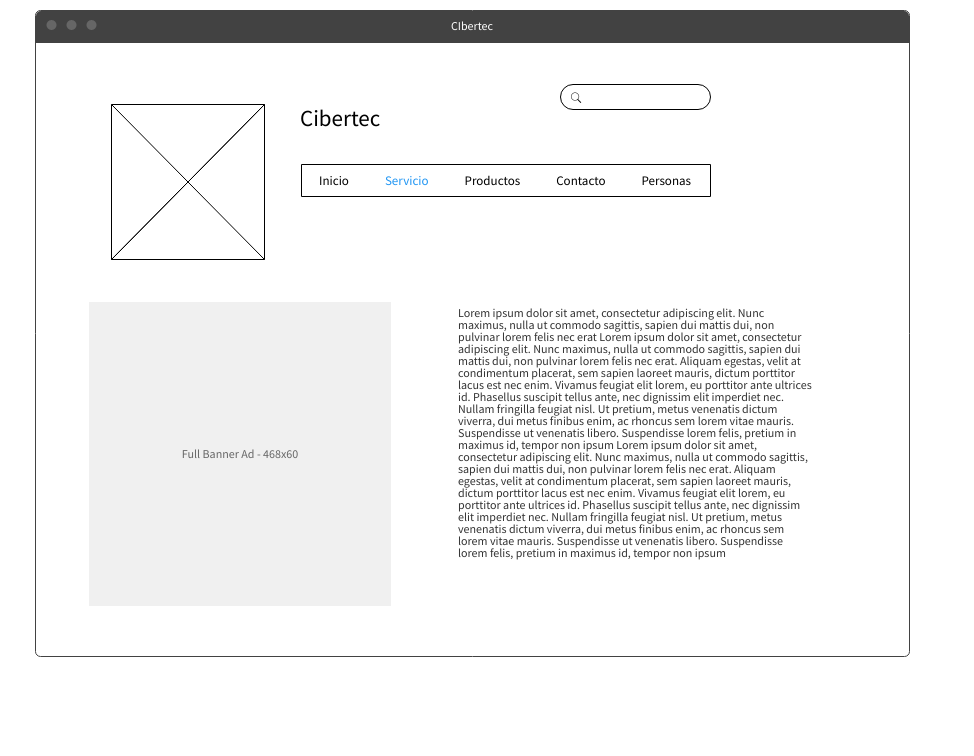 CIbertec
Cibertec
Inicio Servicio Productos Contacto Personas
Full Banner Ad - 468x60
Lorem ipsum dolor sit amet, consectetur adipiscing elit. Nunc
maximus, nulla ut commodo sagittis, sapien dui mattis dui, non
pulvinar lorem felis nec erat Lorem ipsum dolor sit amet, consectetur
adipiscing elit. Nunc maximus, nulla ut commodo sagittis, sapien dui
mattis dui, non pulvinar lorem felis nec erat. Aliquam egestas, velit at
condimentum placerat, sem sapien laoreet mauris, dictum porttitor
lacus est nec enim. Vivamus feugiat elit lorem, eu porttitor ante ultrices
id. Phasellus suscipit tellus ante, nec dignissim elit imperdiet nec.
Nullam fringilla feugiat nisl. Ut pretium, metus venenatis dictum
viverra, dui metus finibus enim, ac rhoncus sem lorem vitae mauris.
Suspendisse ut venenatis libero. Suspendisse lorem felis, pretium in
maximus id, tempor non ipsum Lorem ipsum dolor sit amet,
consectetur adipiscing elit. Nunc maximus, nulla ut commodo sagittis,
sapien dui mattis dui, non pulvinar lorem felis nec erat. Aliquam
egestas, velit at condimentum placerat, sem sapien laoreet mauris,
dictum porttitor lacus est nec enim. Vivamus feugiat elit lorem, eu
porttitor ante ultrices id. Phasellus suscipit tellus ante, nec dignissim
elit imperdiet nec. Nullam fringilla feugiat nisl. Ut pretium, metus
venenatis dictum viverra, dui metus finibus enim, ac rhoncus sem
lorem vitae mauris. Suspendisse ut venenatis libero. Suspendisse
lorem felis, pretium in maximus id, tempor non ipsum